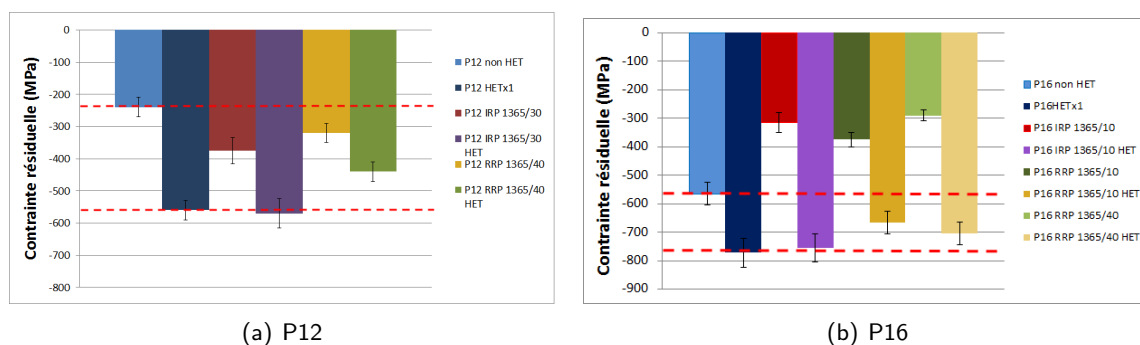 Contrainte résiduelle (MPa)
0
-100
-200
-300
-400
-500
-600
-700
-800
P12 non HET
P12 HETx1
P12 IRP 1365/30
P12 IRP 1365/30
HET
P12 RRP 1365/40
P12 RRP 1365/40
HET
(a) P12
Contrainte résiduelle (MPa)
0
-100
-200
-300
-400
-500
-600
-700
-800
-900
P16 non HET
P16HETx1
P16 IRP 1365/10
P16 IRP 1365/10 HET
P16 RRP 1365/10
P16 RRP 1365/10 HET
P16 RRP 1365/40
P16 RRP 1365/40 HET
(b) P16